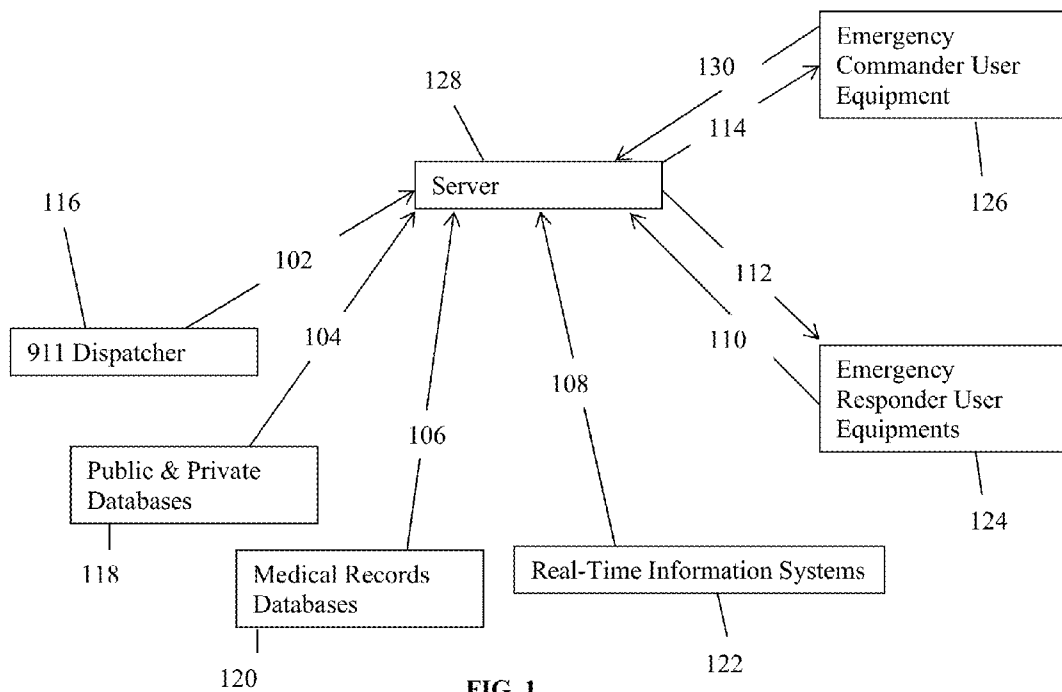 Emergency
Commander User
Equipment
130
128
114
Server
116
126
102
112
911 Dispatcher
104
110
Emergency
Responder User
Equipments
108
106
Public & Private
Databases
124
118
Medical Records
Databases
Real-Time Information Systems
120
122
FIG. 1